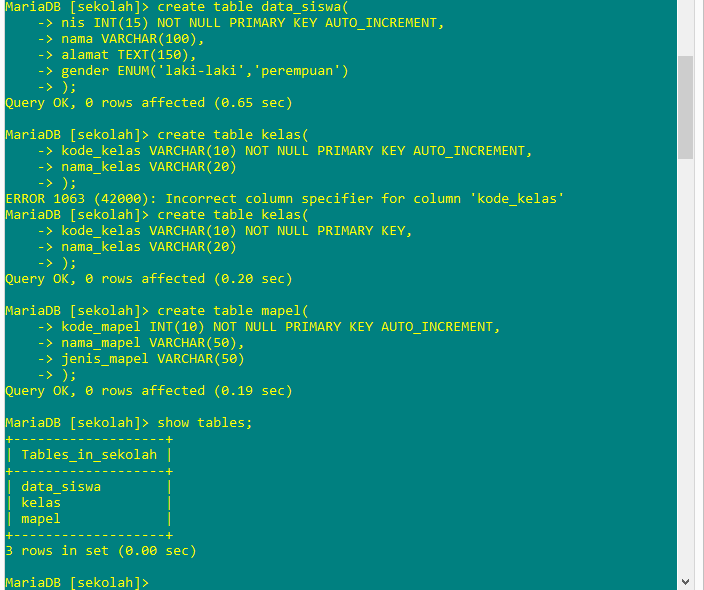 MariaDB [sekolah]> create table data_siswa(
    -> nis INT(15) NOT NULL PRIMARY KEY AUTO_INCREMENT,
    -> nama VARCHAR(100),
    -> alamat TEXT(150),
    -> gender ENUM('laki-laki','perempuan')
    -> );
Query OK, 0 rows affected (0.65 sec)

MariaDB [sekolah]> create table kelas(
    -> kode_kelas VARCHAR(10) NOT NULL PRIMARY KEY AUTO_INCREMENT,
    -> nama_kelas VARCHAR(20)
    -> );
ERROR 1063 (42000): Incorrect column specifier for column 'kode_kelas'
MariaDB [sekolah]> create table kelas(
    -> kode_kelas VARCHAR(10) NOT NULL PRIMARY KEY,
    -> nama_kelas VARCHAR(20)
    -> );
Query OK, 0 rows affected (0.20 sec)

MariaDB [sekolah]> create table mapel(
    -> kode_mapel INT(10) NOT NULL PRIMARY KEY AUTO_INCREMENT,
    -> nama_mapel VARCHAR(50),
    -> jenis_mapel VARCHAR(50)
    -> );
Query OK, 0 rows affected (0.19 sec)

MariaDB [sekolah]> show tables;
+-------------------+
| Tables_in_sekolah |
+-------------------+
| data_siswa        |
| kelas             |
| mapel             |
+-------------------+
3 rows in set (0.00 sec)

MariaDB [sekolah]>